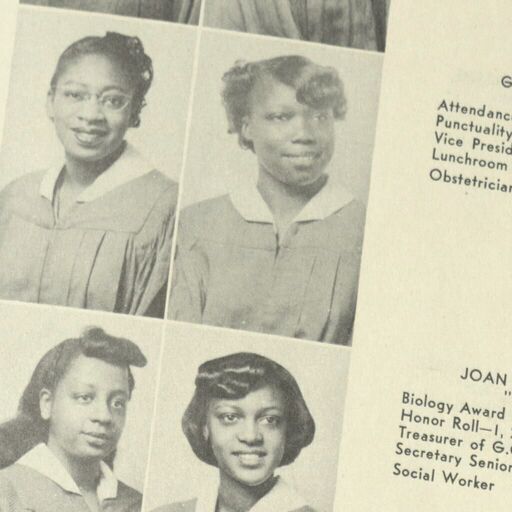 G
Attendanc
Punctuality
Vice Presid
Lunchroom
Obstetrician
JOAN
"
Biology Award
Honor Roll—1,
Treasurer of G.
Secretary Senior
Social Worker